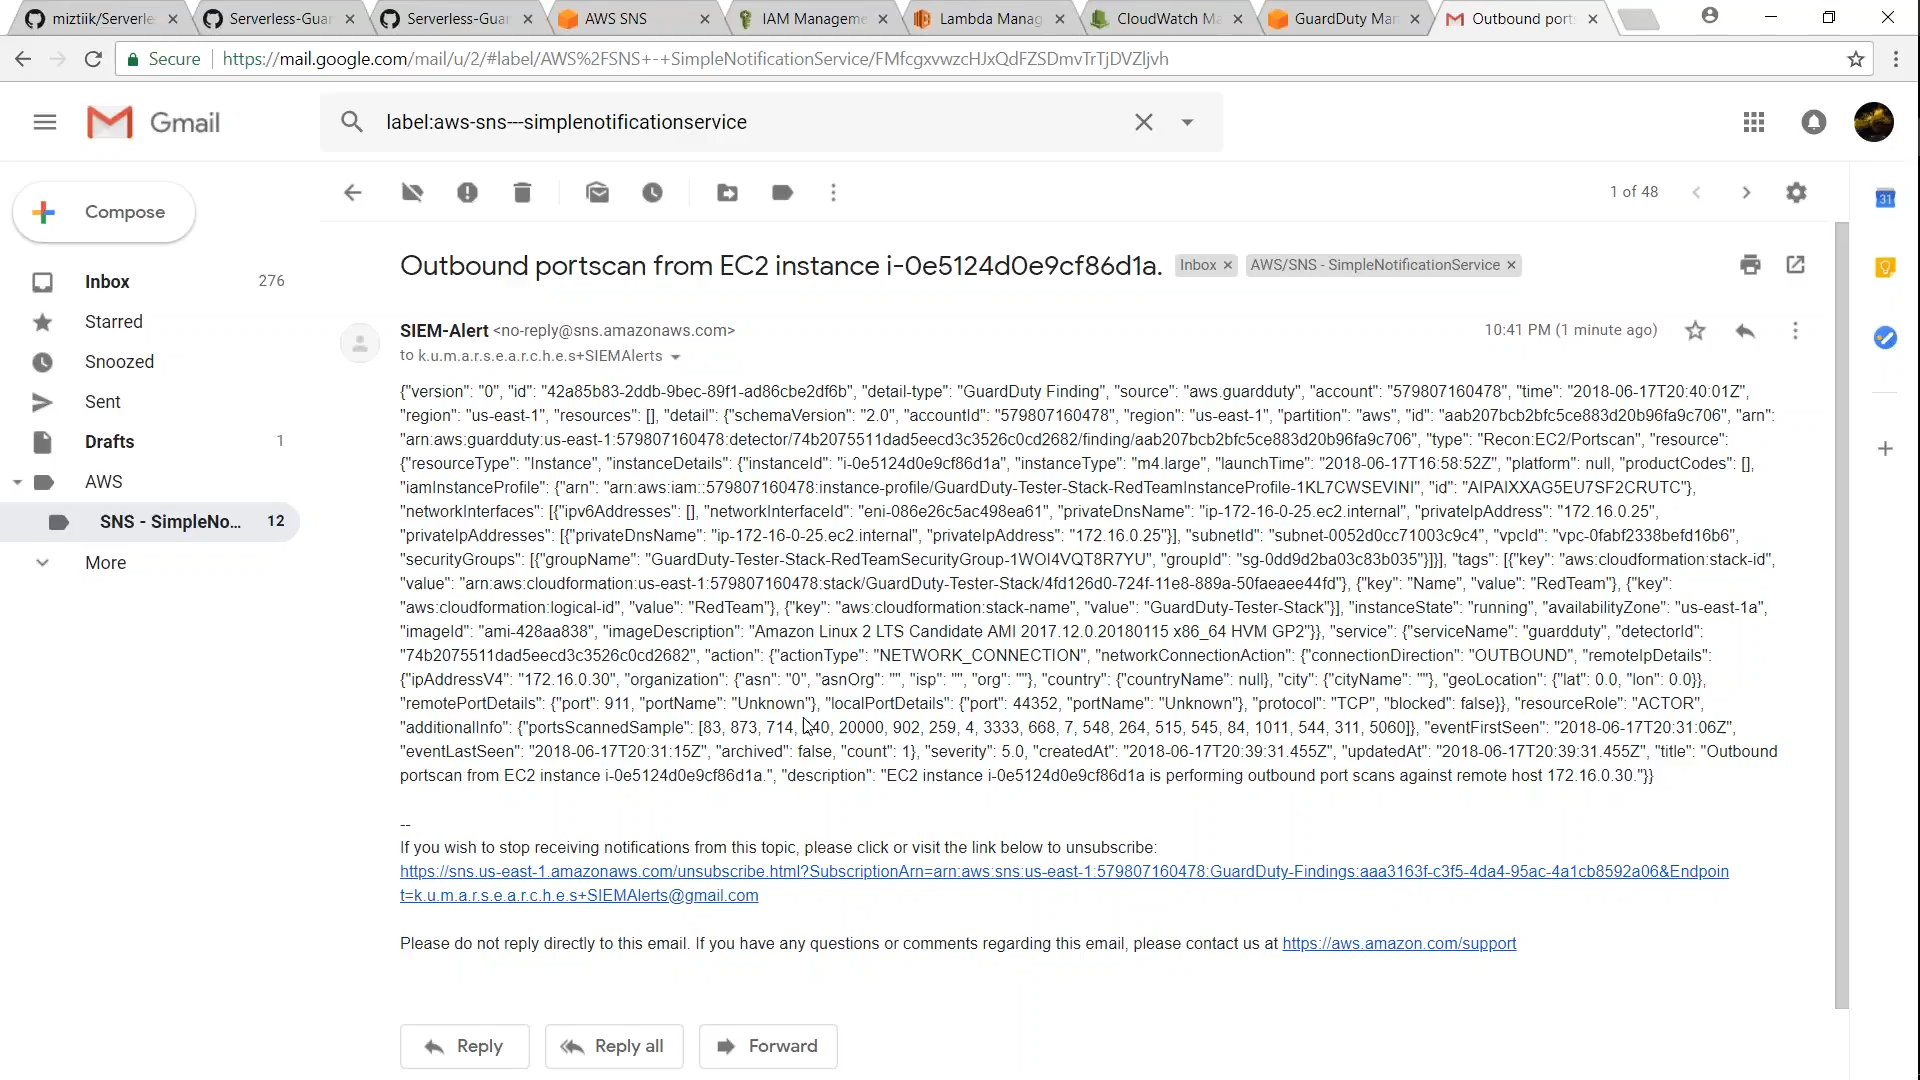 miztiik/Serverle
Serverless-Guar
Serverless-Guar
AWS SNS
IAM Manageme
Lambda Manag
CloudWatch Ma
GuardDuty Man
Outbound ports
Secure
https://mail.google.com/mail/u/2/#label/AWS%2FSNS+-+SimpleNotificationService/FMfcgxvwzcHJxQdFZSDmvTrTjDVZljvh
Gmail
label:aws-sns---simplenotificationservice
Compose
1 of 48
31
Inbox 276
Starred
Snoozed
Sent
Drafts 1
AWS
SNS - SimpleNo... 12
More
Outbound portscan from EC2 instance i-0e5124d0e9cf86d1a. Inbox × AWS/SNS - SimpleNotificationService ×
SIEM-Alert <no-reply@sns.amazonaws.com>
10:41 PM (1 minute ago)
to k.u.m.a.r.s.e.a.r.c.h.e.s+SIEMAlerts
{"version": "0", "id": "42a85b83-2ddb-9bec-89f1-ad86cbe2df6b", "detail-type": "GuardDuty Finding", "source": "aws.guardduty", "account": "579807160478", "time": "2018-06-17T20:40:01Z",
"region": "us-east-1", "resources": [], "detail": {"schemaVersion": "2.0", "accountId": "579807160478", "region": "us-east-1", "partition": "aws", "id": "aab207bcb2bfc5ce883d20b96fa9c706", "arn":
"arn:aws:guardduty:us-east-1:579807160478:detector/74b2075511dad5eecd3c3526c0cd2682/finding/aab207bcb2bfc5ce883d20b96fa9c706", "type": "Recon:EC2/Portscan", "resource":
{"resourceType": "Instance", "instanceDetails": {"instanceId": "i-0e5124d0e9cf86d1a", "instanceType": "m4.large", "launchTime": "2018-06-17T16:58:52Z", "platform": null, "productCodes": [],
"iamInstanceProfile": {"arn": "arn:aws:iam::579807160478:instance-profile/GuardDuty-Tester-Stack-RedTeamInstanceProfile-1KL7CWSEVINI", "id": "AIPAIXXAG5EU7SF2CRUTC"},
"networkInterfaces": [{"ipv6Addresses": [], "networkInterfaceId": "eni-086e26c5ac498ea61", "privateDnsName": "ip-172-16-0-25.ec2.internal", "privateIpAddress": "172.16.0.25",
"privateIpAddresses": [{"privateDnsName": "ip-172-16-0-25.ec2.internal", "privateIpAddress": "172.16.0.25"}], "subnetId": "subnet-0052d0cc71003c9c4", "vpcId": "vpc-0fabf2338befd16b6",
"securityGroups": [{"groupName": "GuardDuty-Tester-Stack-RedTeamSecurityGroup-1WOI4VQT8R7YU", "groupId": "sg-0dd9d2ba03c83b035"}]}], "tags": [{"key": "aws:cloudformation:stack-id",
"value": "arn:aws:cloudformation:us-east-1:579807160478:stack/GuardDuty-Tester-Stack/4fd126d0-724f-11e8-889a-50faeaee44fd"}, {"key": "Name", "value": "RedTeam"}, {"key":
"aws:cloudformation:logical-id", "value": "RedTeam"}, {"key": "aws:cloudformation:stack-name", "value": "GuardDuty-Tester-Stack"}], "instanceState": "running", "availabilityZone": "us-east-1a",
"imageId": "ami-428aa838", "imageDescription": "Amazon Linux 2 LTS Candidate AMI 2017.12.0.20180115 x86_64 HVM GP2"}}, "service": {"serviceName": "guardduty", "detectorId":
"74b2075511dad5eecd3c3526c0cd2682", "action": {"actionType": "NETWORK_CONNECTION", "networkConnectionAction": {"connectionDirection": "OUTBOUND", "remoteIpDetails":
{"ipAddressV4": "172.16.0.30", "organization": {"asn": "0", "asnOrg": "", "isp": "", "org": ""}, "country": {"countryName": null}, "city": {"cityName": ""}, "geoLocation": {"lat": 0.0, "lon": 0.0}},
"remotePortDetails": {"port": 911, "portName": "Unknown"}, "localPortDetails": {"port": 44352, "portName": "Unknown"}, "protocol": "TCP", "blocked": false}}, "resourceRole": "ACTOR",
"additionalInfo": {"portsScannedSample": [83, 873, 714, 40, 20000, 902, 259, 4, 3333, 668, 7, 548, 264, 515, 545, 84, 1011, 544, 311, 5060]}, "eventFirstSeen": "2018-06-17T20:31:06Z",
"eventLastSeen": "2018-06-17T20:31:15Z", "archived": false, "count": 1}, "severity": 5.0, "createdAt": "2018-06-17T20:39:31.455Z", "updatedAt": "2018-06-17T20:39:31.455Z", "title": "Outbound
portscan from EC2 instance i-0e5124d0e9cf86d1a.", "description": "EC2 instance i-0e5124d0e9cf86d1a is performing outbound port scans against remote host 172.16.0.30."}}
--
If you wish to stop receiving notifications from this topic, please click or visit the link below to unsubscribe:
https://sns.us-east-1.amazonaws.com/unsubscribe.html?SubscriptionArn=arn:aws:sns:us-east-1:579807160478:GuardDuty-Findings:aaa3163f-c3f5-4da4-95ac-4a1cb8592a06&Endpoin
t=k.u.m.a.r.s.e.a.r.c.h.e.s+SIEMAlerts@gmail.com
Please do not reply directly to this email. If you have any questions or comments regarding this email, please contact us at https://aws.amazon.com/support
Reply
Reply all
Forward